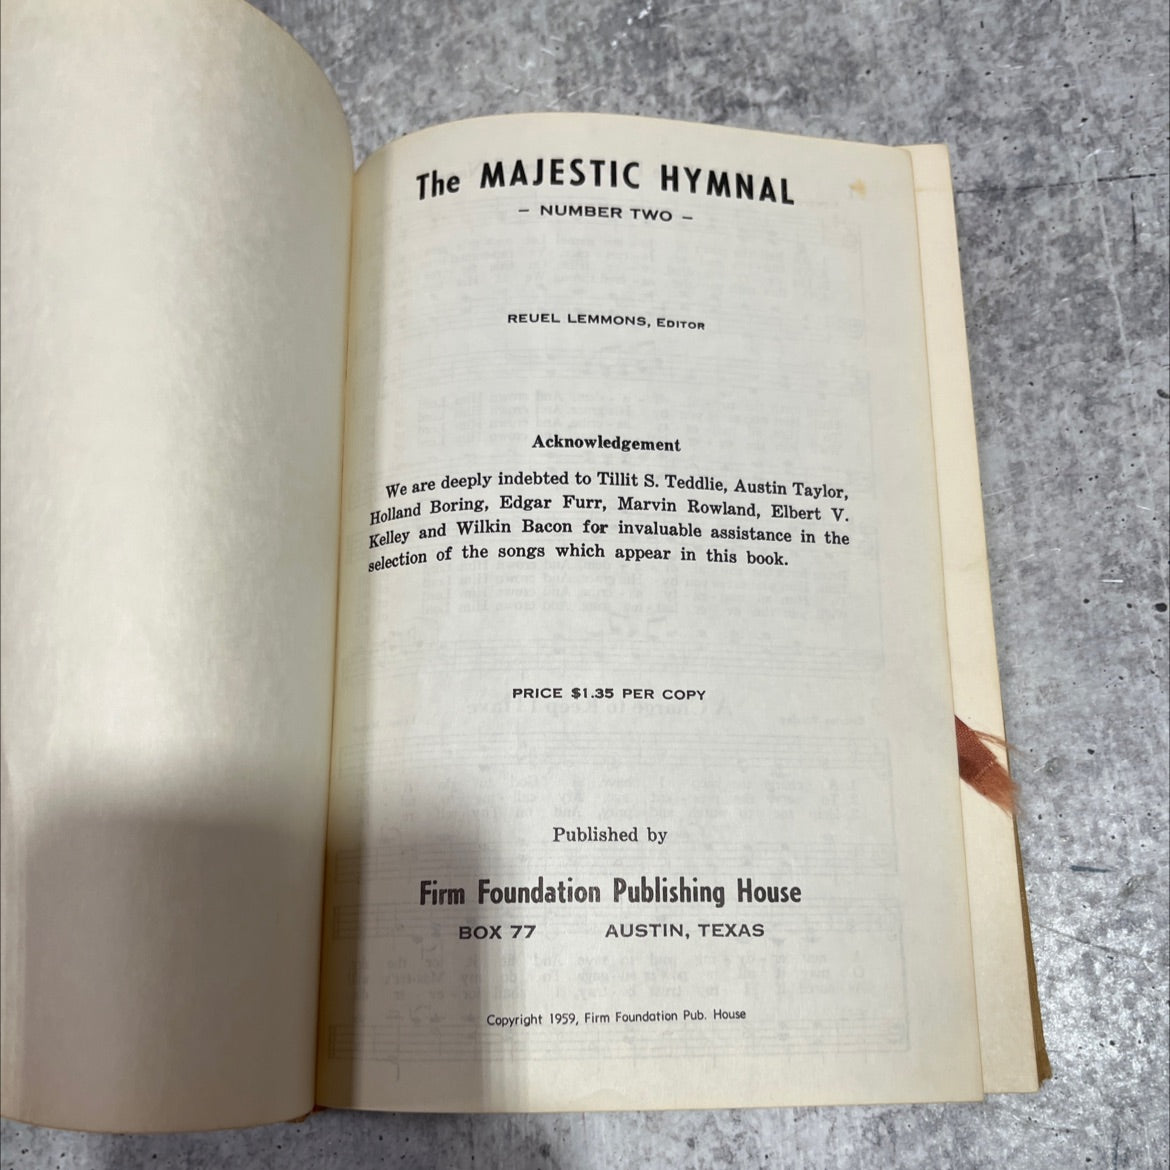 The MAJESTIC HYMNAL
– NUMBER TWO –
REUEL LEMMONS, EDITOR
Acknowledgement
We are deeply indebted to Tillit S. Teddlie, Austin Taylor,
Holland Boring, Edgar Furr, Marvin Rowland, Elbert V.
Kelley and Wilkin Bacon for invaluable assistance in the
selection of the songs which appear in this book.
PRICE $1.35 PER COPY
Published by
Firm Foundation Publishing House
BOX 77 AUSTIN, TEXAS
Copyright 1959, Firm Foundation Pub. House